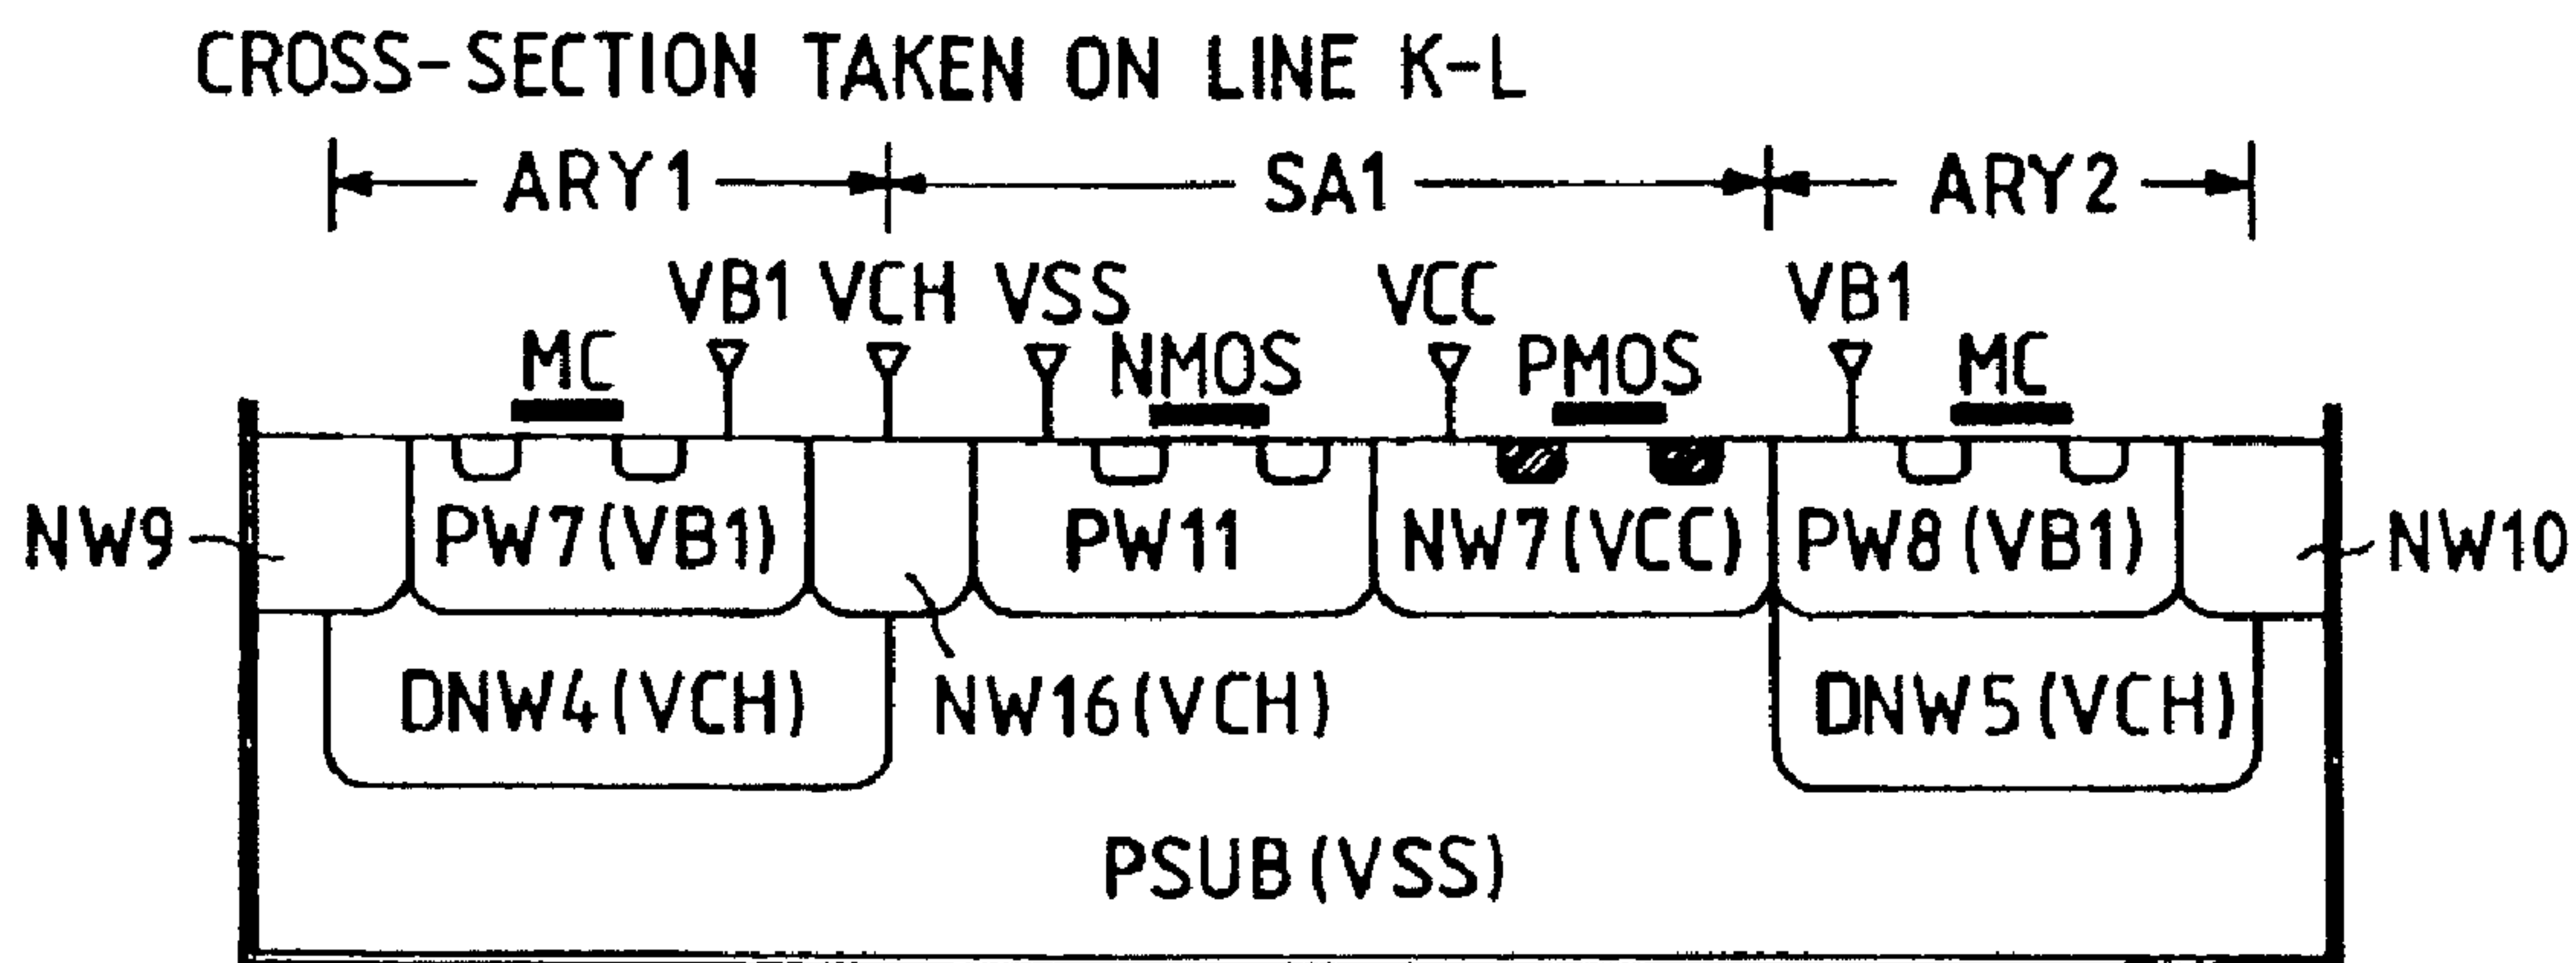 CROSS-SECTION TAKEN ON LINE K-L
ARY1 SA1 ARY2
VB1 VCH VSS VCC VB1
MC NMOS PMOS MC
NW9 PW7(VB1) PW11 NW7(VCC) PW8(VB1) NW10
DNW4(VCH) NW16(VCH) DNW5(VCH)
PSUB(VSS)